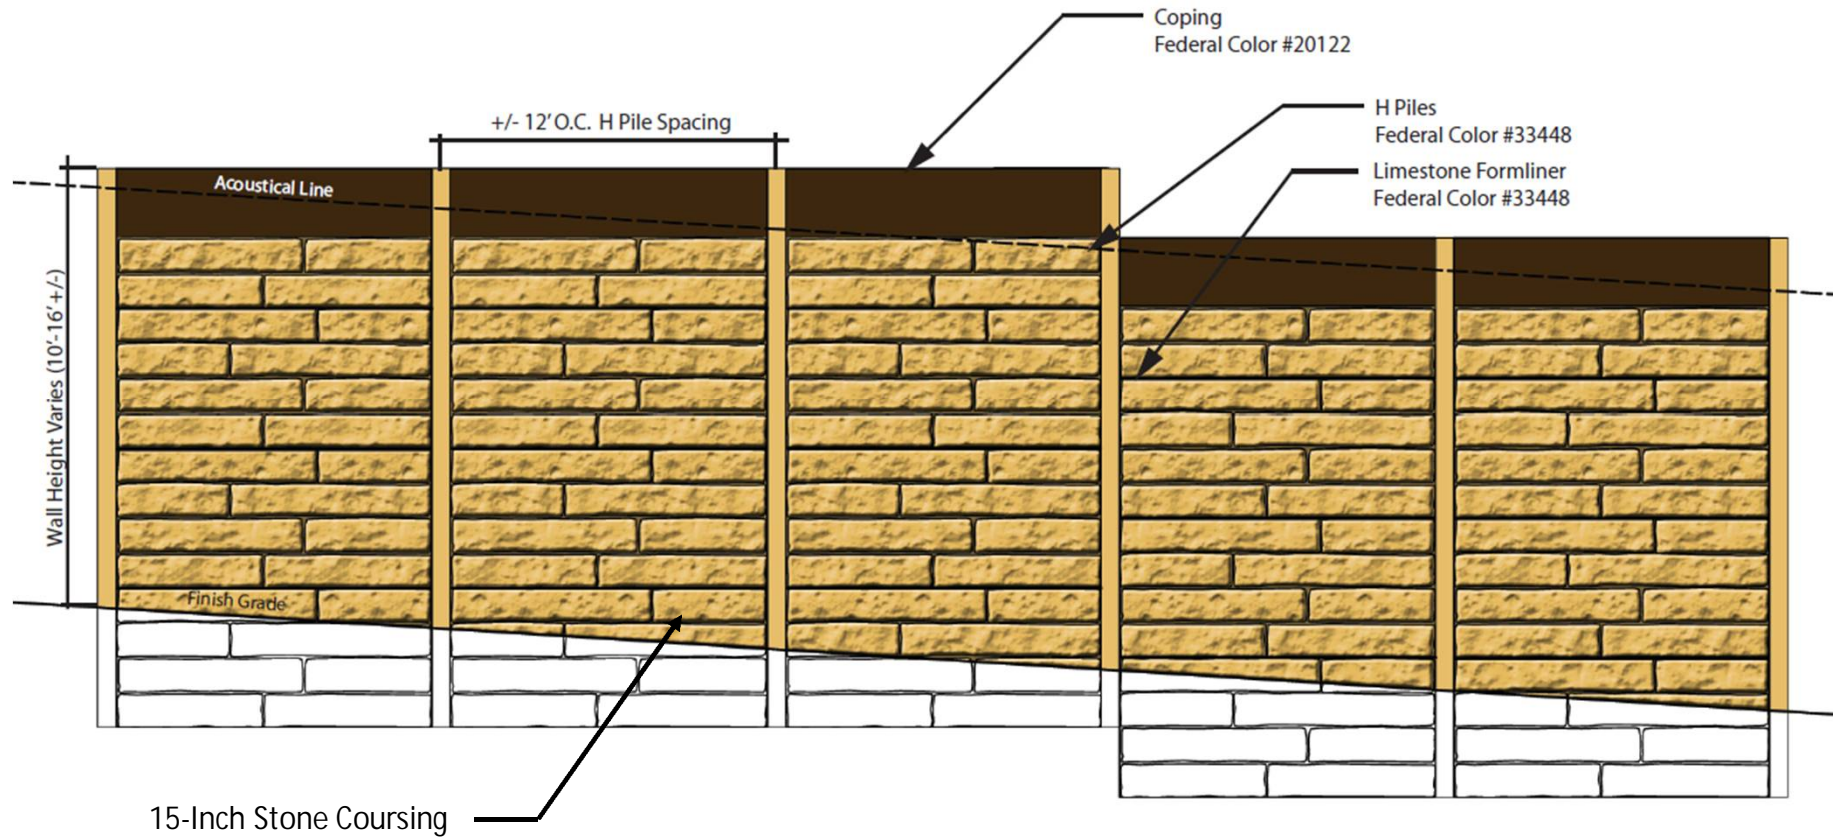 Coping
Federal Color #20122
+/- 12' O.C. H Pile Spacing
H Piles
Federal Color #33448
Limestone Formliner
Federal Color #33448
Acoustical Line
Wall Height Varies (10'- 16' +/-)
Finish Grade
15-Inch Stone Coursing